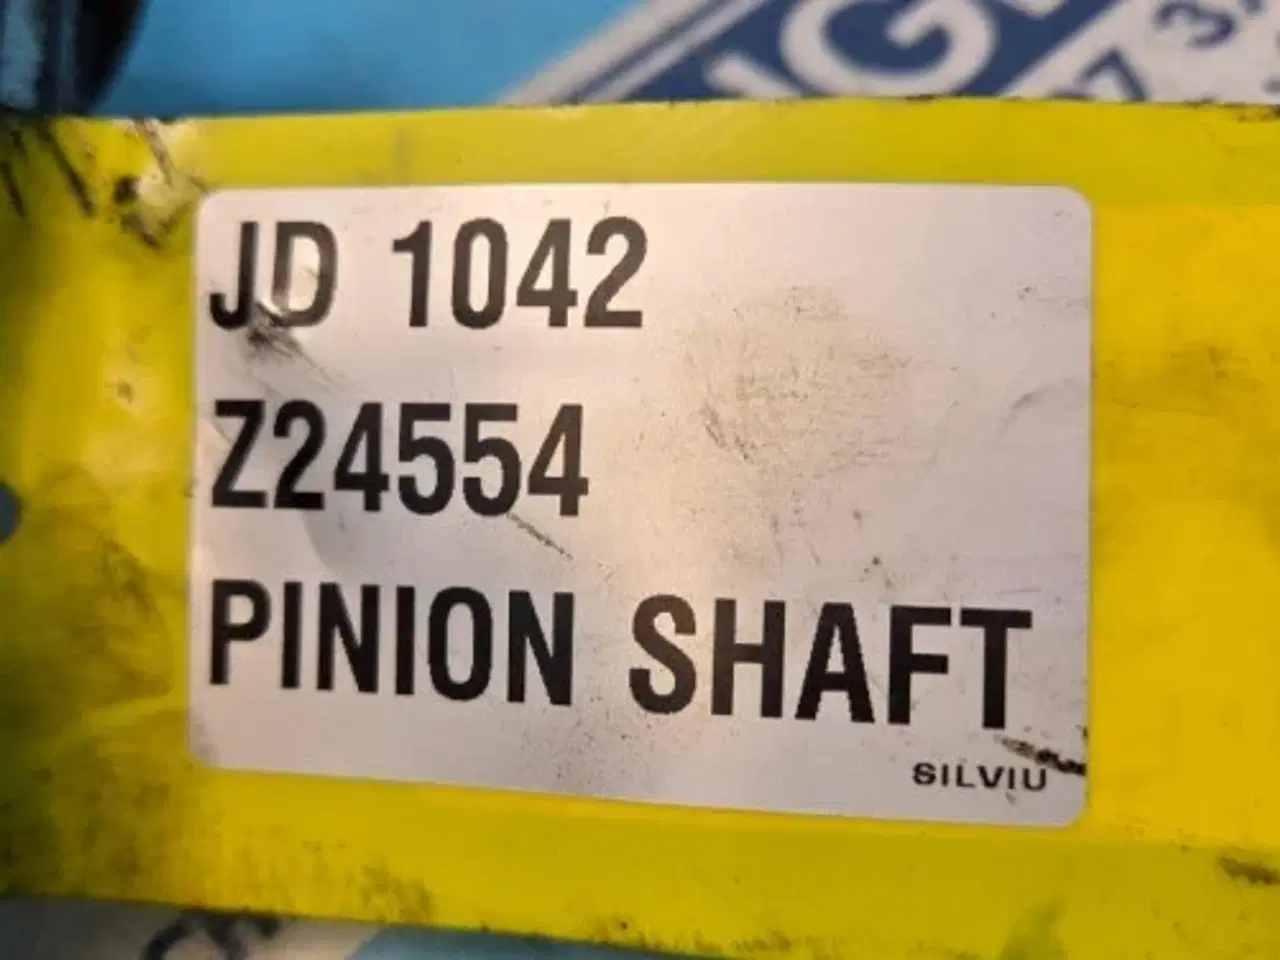 JD 1042
Z24554
PINION SHAFT
SILVIU